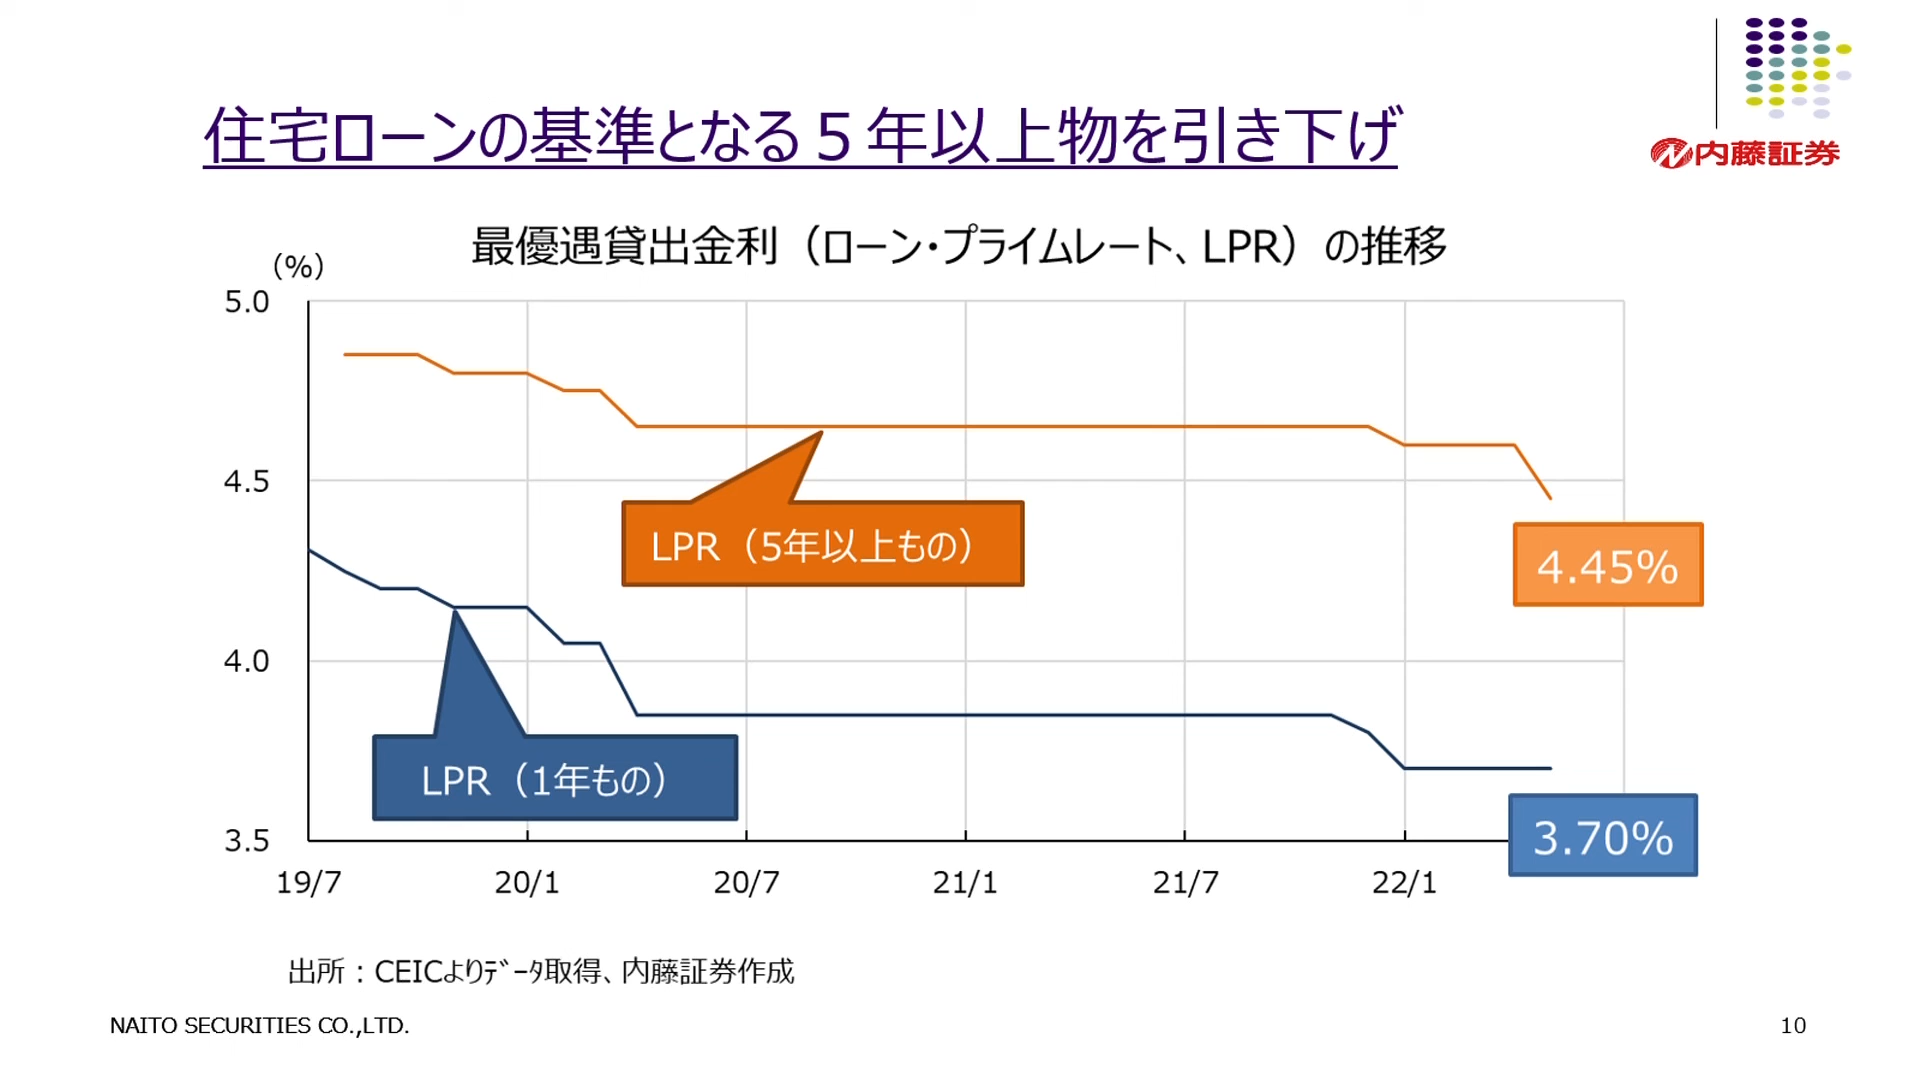 住宅ローンの基準となる５年以上物を引き下げ
内藤証券
最優遇貸出金利（ローン・プライムレート、LPR）の推移
（%）
5.0
4.5
4.0
3.5
LPR（5年以上もの）
4.45%
LPR（1年もの）
3.70%
19/7 20/1 20/7 21/1 21/7 22/1
出所：CEICよりﾃﾞｰﾀ取得、内藤証券作成
NAITO SECURITIES CO.,LTD.
10